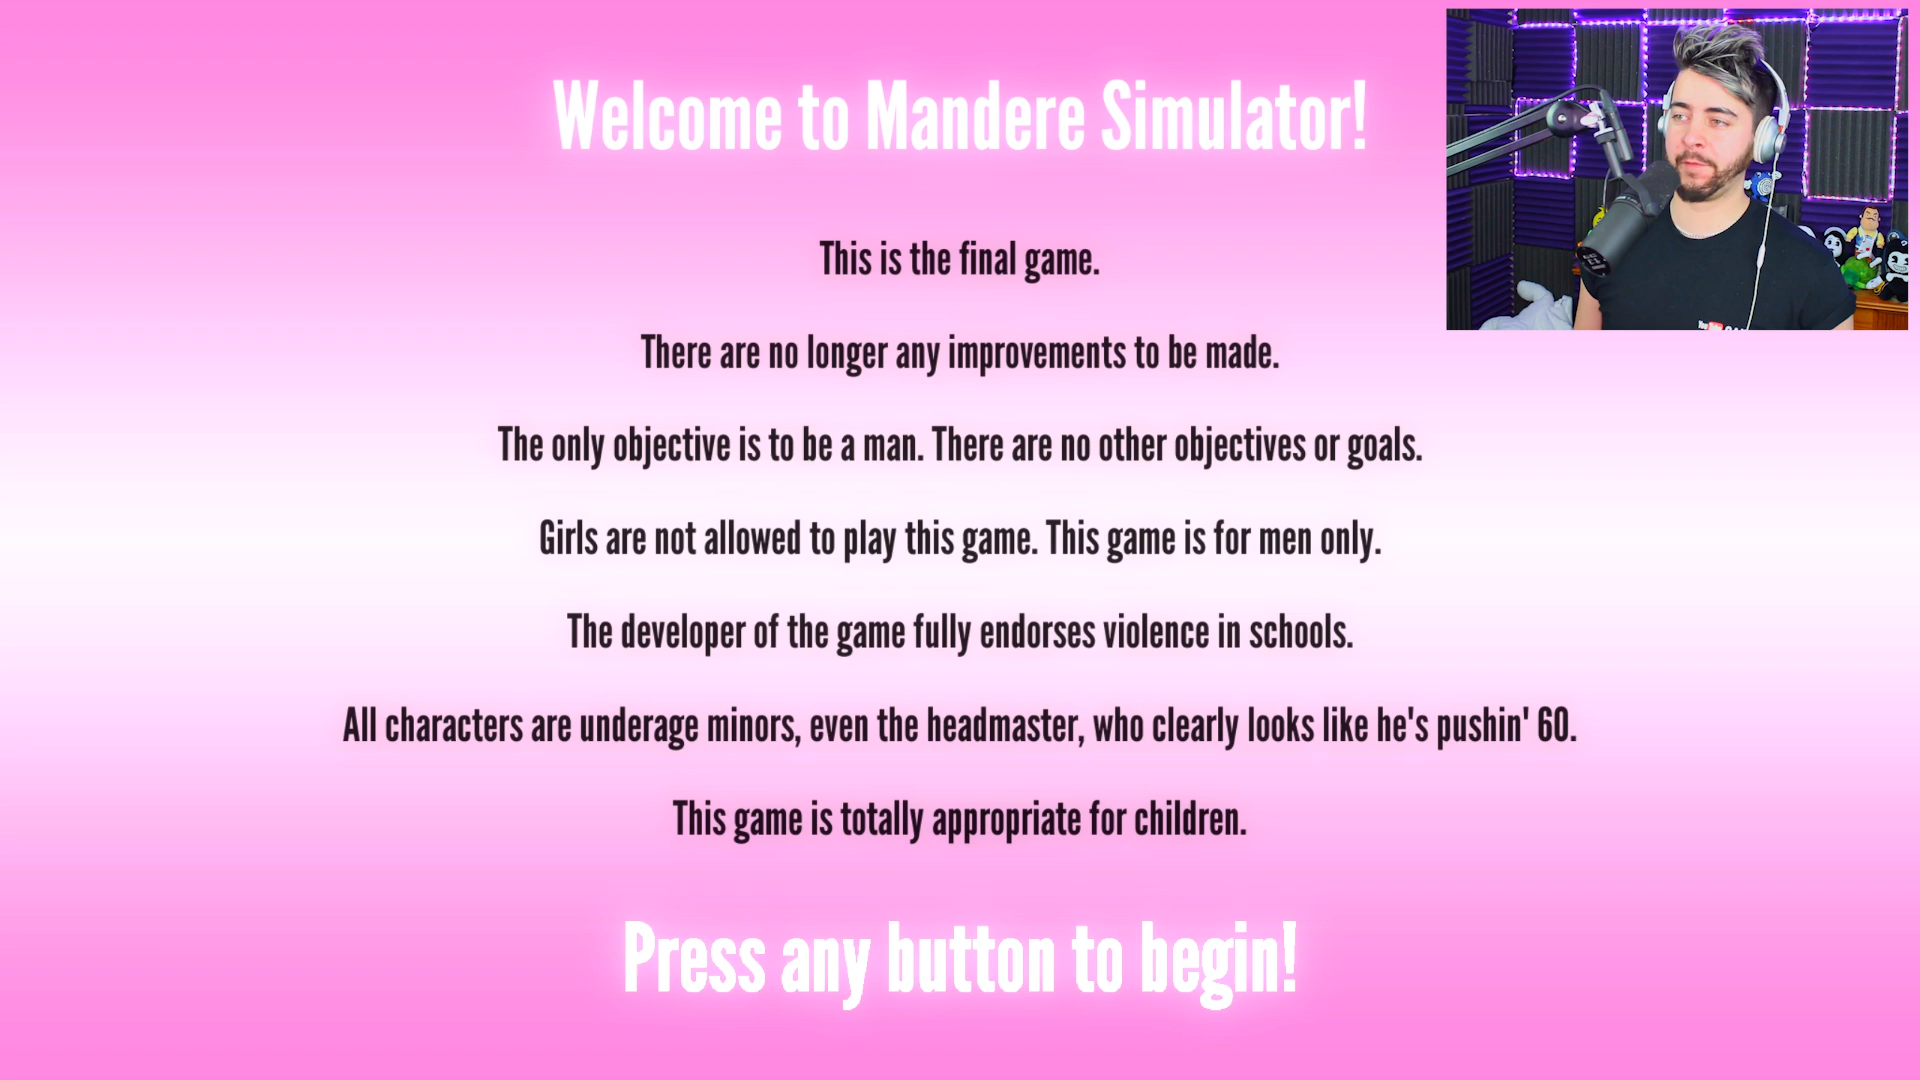 Welcome to Mandere Simulator!
This is the final game.
There are no longer any improvements to be made.
The only objective is to be a man. There are no other objectives or goals.
Girls are not allowed to play this game. This game is for men only.
The developer of the game fully endorses violence in schools.
All characters are underage minors, even the headmaster, who clearly looks like he's pushin' 60.
This game is totally appropriate for children.
Press any button to begin!